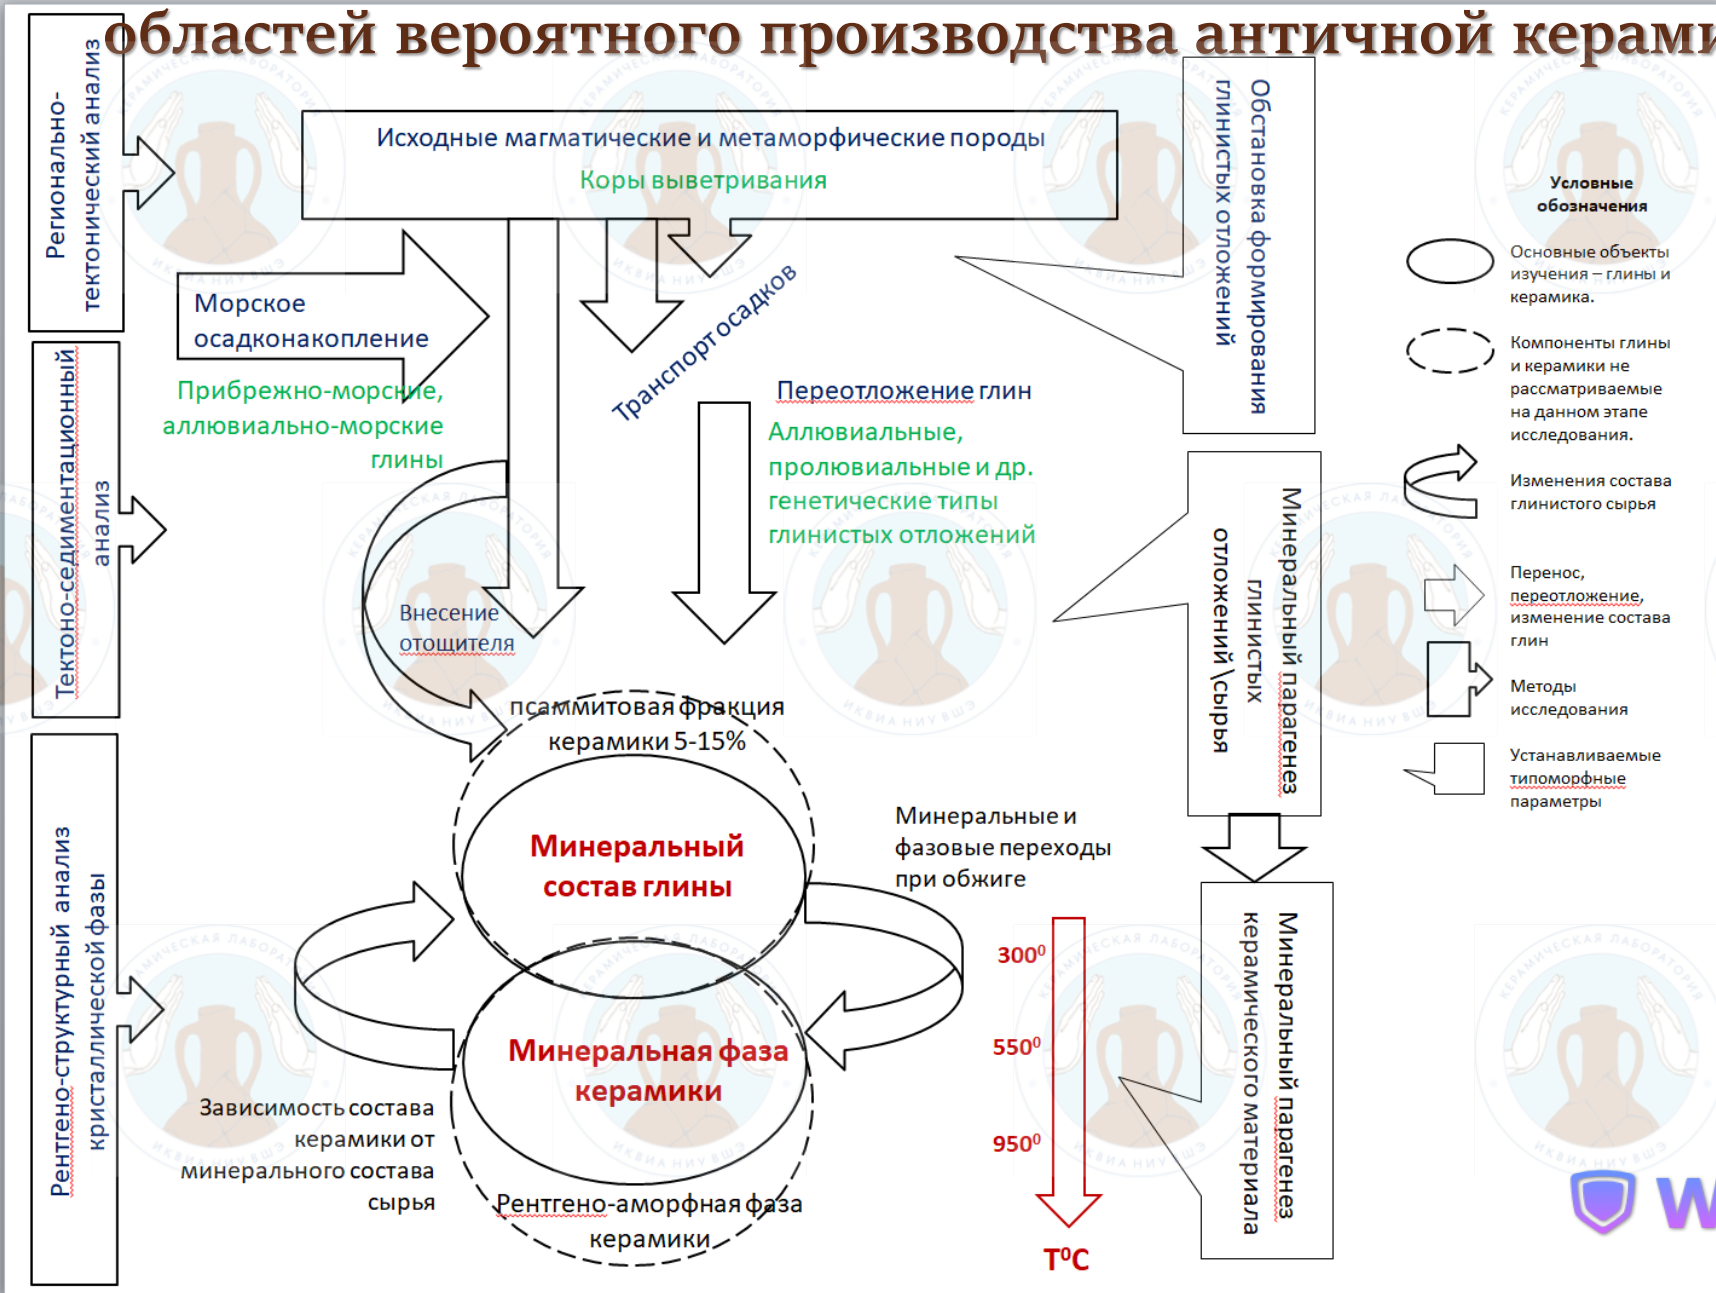 областей вероятного производства античной керами
Регионально-
тектонический анализ
Исходные магматические и метаморфические породы
Коры выветривания
Обстановка формирования
глинистых отложений
Условные
обозначения
Основные объекты
изучения – глины и
керамика.
Компоненты глины
и керамики не
рассматриваемые
на данном этапе
исследования.
Изменения состава
глинистого сырья
Перенос,
переотложение,
изменение состава
глин
Методы
исследования
Устанавливаемые
типоморфные
параметры
Морское
осадконакопление
Прибрежно-морские,
аллювиально-морские
глины
Транспорт осадков
Переотложение глин
Аллювиальные,
пролювиальные и др.
генетические типы
глинистых отложений
Тектоно-седиментационный
анализ
Минеральный парагенез
глинистых
отложений\сырья
Внесение
отощителя
псаммитовая фракция
керамики 5-15%
Минеральный
состав глины
Минеральные и
фазовые переходы
при обжиге
Рентгено-структурный анализ
кристаллической фазы
Минеральная фаза
керамики
300⁰
550⁰
950⁰
T⁰C
Минеральный парагенез
керамического материала
Зависимость состава
керамики от
минерального состава
сырья
Рентгено-аморфная фаза
керамики
КЕРАМИЧЕСКАЯ ЛАБОРАТОРИЯ
ИКВИА НИУ ВШЭ
W